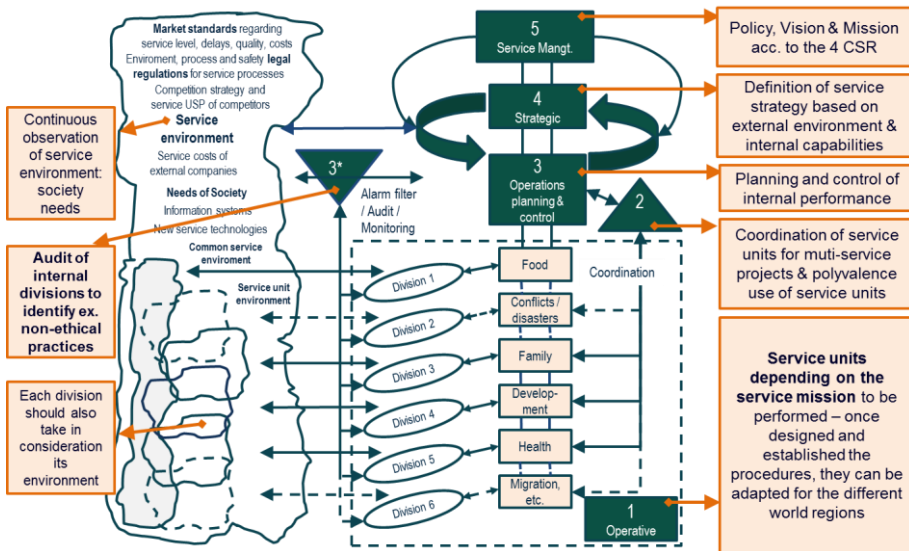 Market standards regarding
service level, delays, quality, costs
Enviroment, process and safety legal
regulations for service processes
Competition strategy and
service USP of competitors
Service
environment
Service costs of
external companies
Needs of Society
Information systems
New service technologies
Common service
enviroment
Service unit
environment
Continuous
observation
of service
environment:
society
needs
Audit of
internal
divisions to
identify ex.
non-ethical
practices
Each division
should also
take in
consideration
its
environment
3*
Alarm filter
/ Audit /
Monitoring
5
Service Mangt.
4
Strategic
3
Operations
planning &
control
2
Coordination
Division 1
Division 2
Division 3
Division 4
Division 5
Division 6
Food
Conflicts /
disasters
Family
Develop-
ment
Health
Migration,
etc.
1
Operative
Policy, Vision & Mission
acc. to the 4 CSR
Definition of service
strategy based on
external environment &
internal capabilities
Planning and control of
internal performance
Coordination of service
units for muti-service
projects & polyvalence
use of service units
Service units
depending on the
service mission to be
performed – once
designed and
established the
procedures, they can be
adapted for the different
world regions